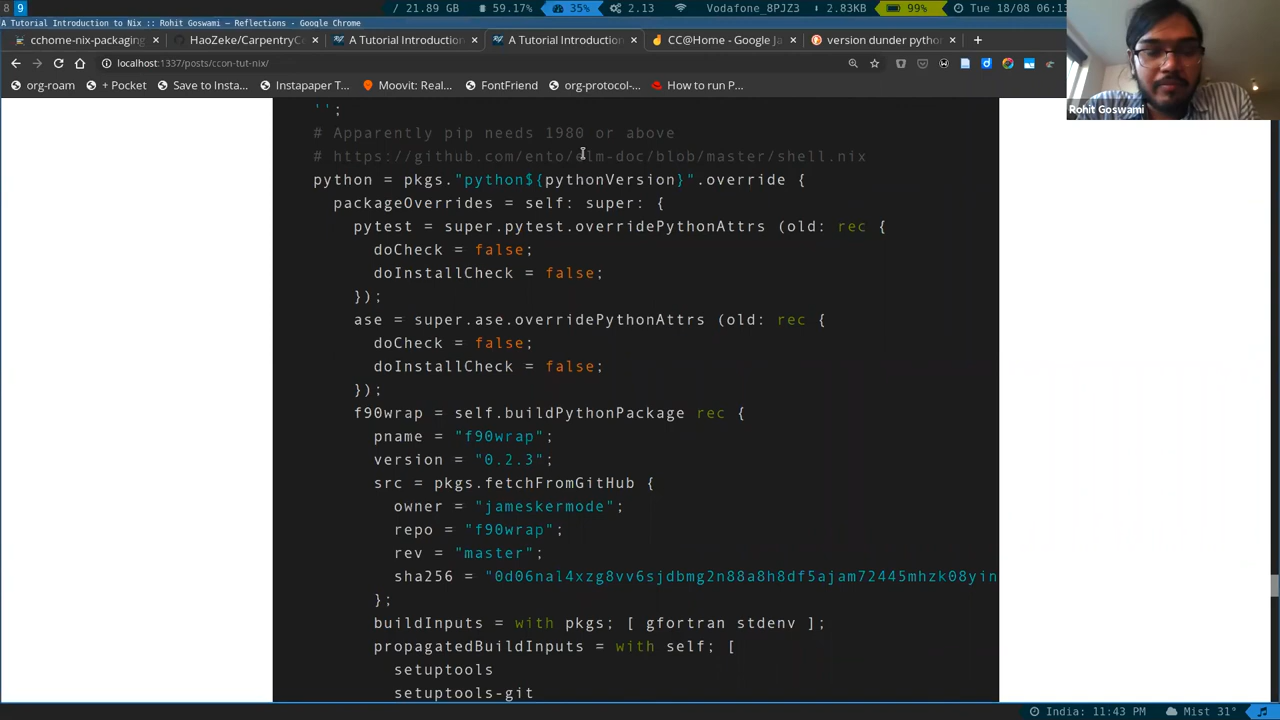 8 9 21.89 GB 59.17% 35% 2.13 Vodafone_8PJZ3 2.83KB 99% Tue 18/08 06:13
A Tutorial Introduction to Nix :: Rohit Goswami — Reflections - Google Chrome
cchome-nix-packaging HaoZeke/CarpentryC A Tutorial Introduction A Tutorial Introduction CC@Home - Google Ja version dunder python
localhost:1337/posts/ccon-tut-nix/
org-roam + Pocket Save to Insta... Instapaper T... Moovit: Real... FontFriend org-protocol-... How to run P...
Rohit Goswami
'';
# Apparently pip needs 1980 or above
# https://github.com/ento/elm-doc/blob/master/shell.nix
python = pkgs."python${pythonVersion}".override {
packageOverrides = self: super: {
pytest = super.pytest.overridePythonAttrs (old: rec {
doCheck = false;
doInstallCheck = false;
});
ase = super.ase.overridePythonAttrs (old: rec {
doCheck = false;
doInstallCheck = false;
});
f90wrap = self.buildPythonPackage rec {
pname = "f90wrap";
version = "0.2.3";
src = pkgs.fetchFromGitHub {
owner = "jameskermode";
repo = "f90wrap";
rev = "master";
sha256 = "0d06nal4xzg8vv6sjdbmg2n88a8h8df5ajam72445mhzk08yin
};
buildInputs = with pkgs; [ gfortran stdenv ];
propagatedBuildInputs = with self; [
setuptools
setuptools-git
India: 11:43 PM Mist 31°